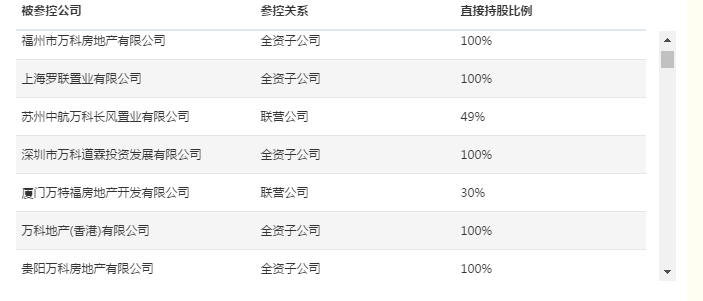 被参控公司 参控关系 直接持股比例
福州市万科房地产有限公司 全资子公司 100%
上海罗联置业有限公司 全资子公司 100%
苏州中航万科长风置业有限公司 联营公司 49%
深圳市万科道霖投资发展有限公司 全资子公司 100%
厦门万特福房地产开发有限公司 联营公司 30%
万科地产(香港)有限公司 全资子公司 100%
贵阳万科房地产有限公司 全资子公司 100%